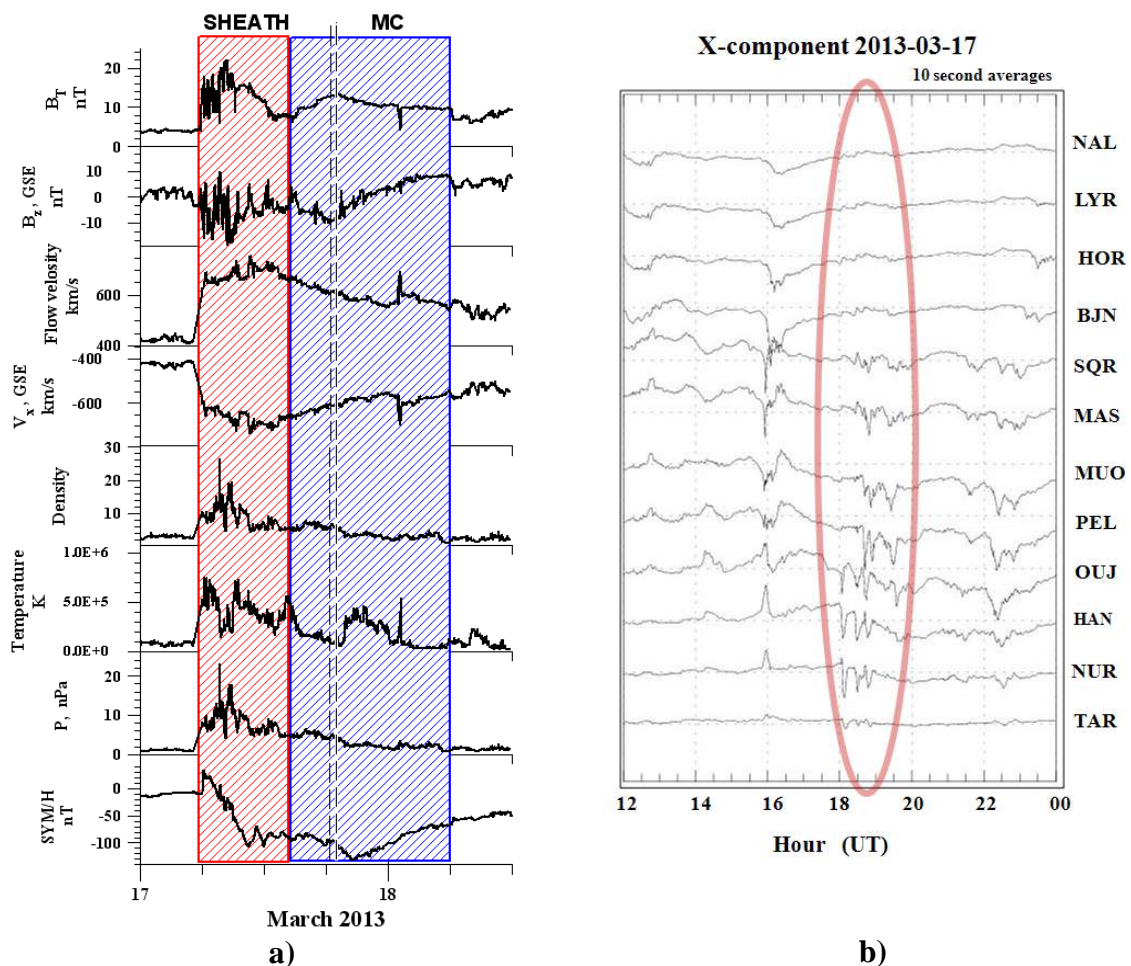 SHEATH MC
20
10
0
B_T
nT
10
0
-10
B_z, GSE
nT
600
400
Flow velocity
km/s
-400
-600
V_x, GSE
km/s
30
20
10
Density
1.0E+6
5.0E+5
0.0E+0
Temperature
K
20
10
0
P, nPa
0
-50
-100
SYM/H
nT
17 18
March 2013
a)
X-component 2013-03-17
10 second averages
NAL
LYR
HOR
BJN
SQR
MAS
MUO
PEL
OUJ
HAN
NUR
TAR
12 14 16 18 20 22 00
Hour (UT)
b)